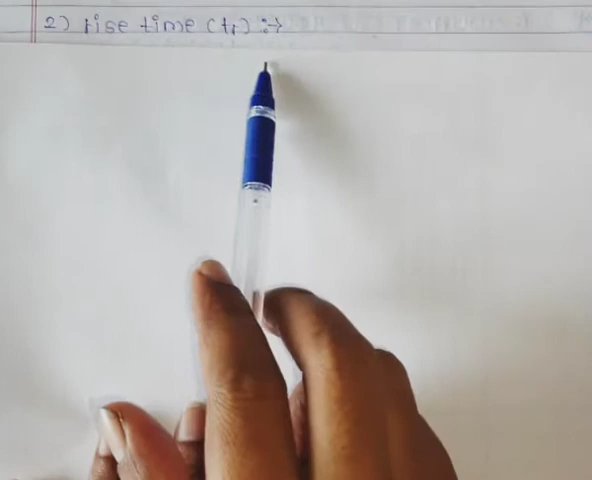 2) rise time (tr) :→